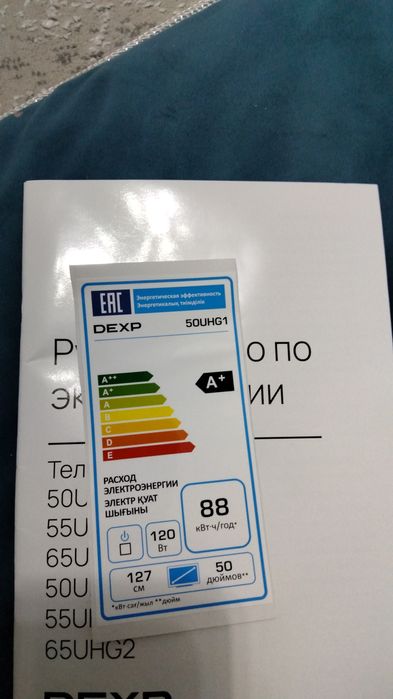 EAC
Энергетическая эффективность
Энергетикалық тиімділік
DEXP 50UHG1
A++
A+
A
B
C
D
E
A+
РАСХОД
ЭЛЕКТРОЭНЕРГИИ
ЭЛЕКТР ҚУАТ
ШЫҒЫНЫ
88
кВт·ч/год*
120
Вт
127
см
50
дюймов**
*кВт·сағ/жыл **дюйм
о по
ии
Тел
50U
55U
65U
50U
55U
65UHG2
DEXP